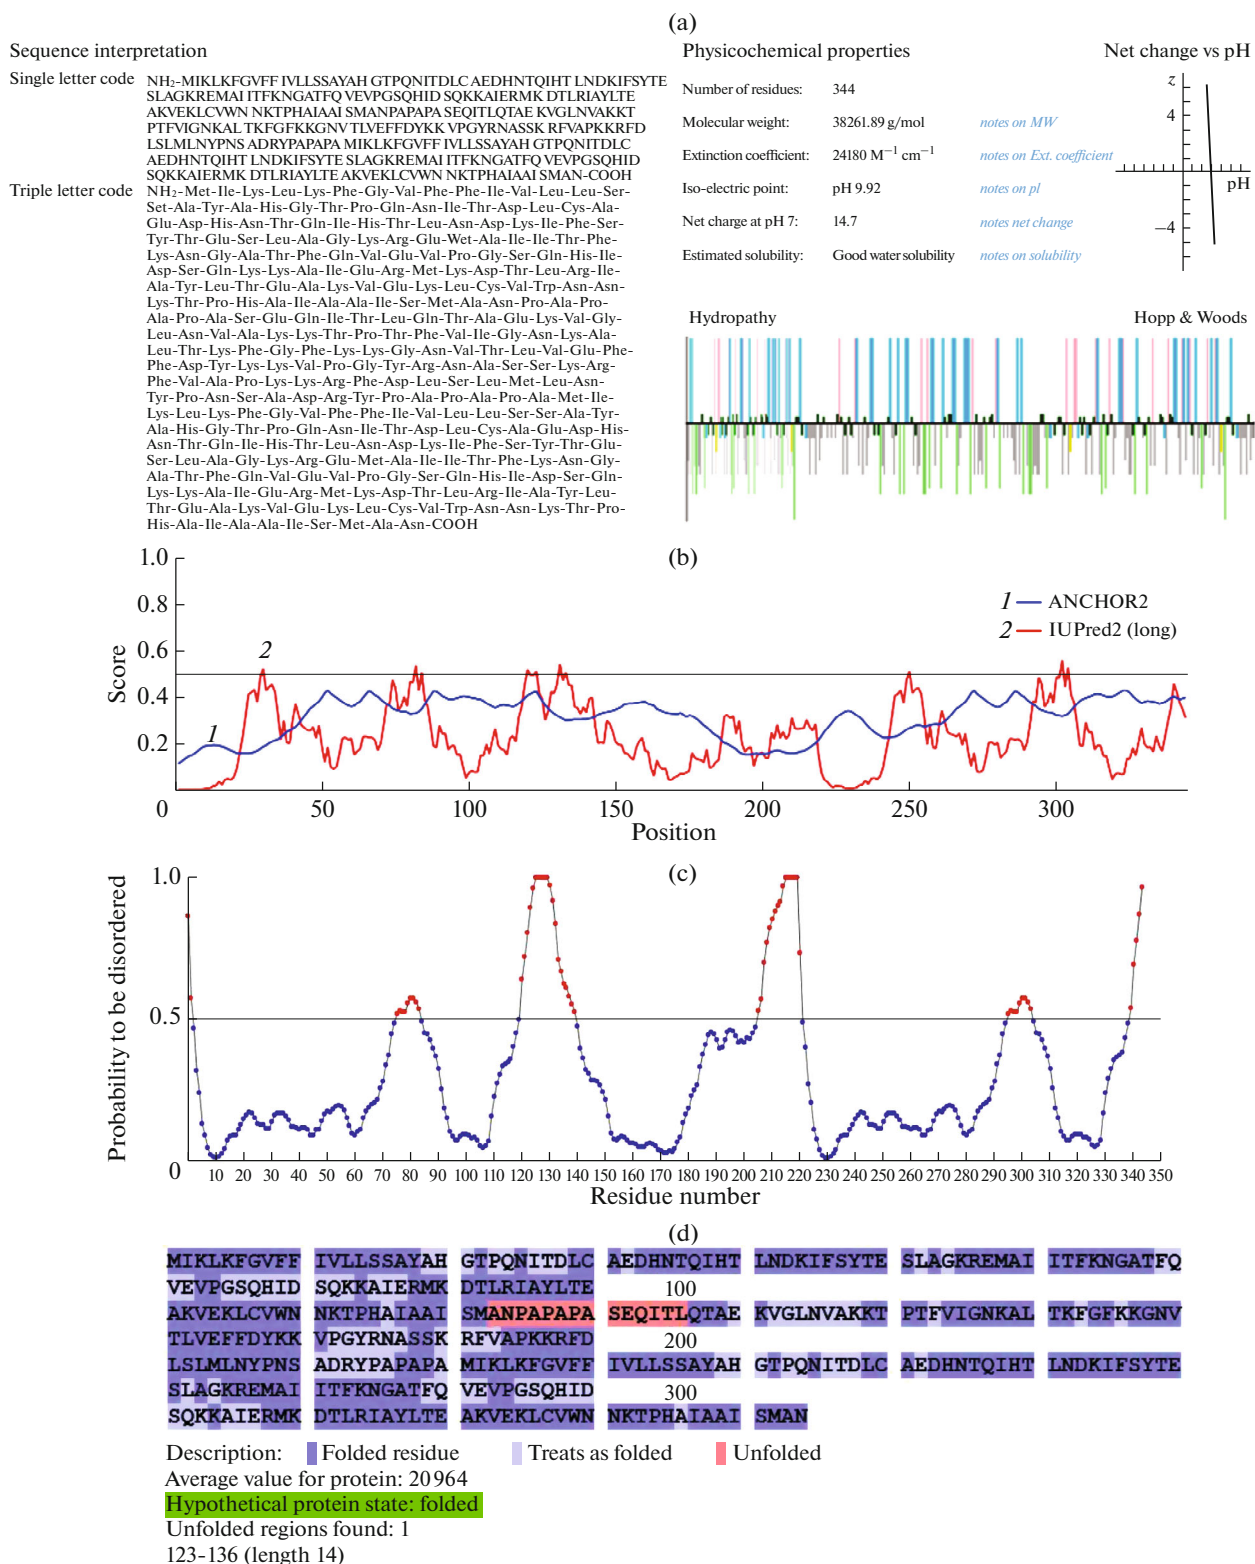 (a)
Sequence interpretation
Single letter code
NH2-MIKLKFGVFF IVLLSSAYAH GTPQNITDLC AEDHNTQIHT LNDKIFSYTE
SLAGKREMAI ITFKNGATFQ VEVPGSQHID SQKKAIERMK DTLRIAYLTE
AKVEKLCVWN NKTPHAIAAI SMANPAPAPA SEQITLQTAE KVGLNVAKKT
PTFVIGNKAL TKFGFKKGNV TLVEFFDYKK VPGYRNASSK RFVAPKKRFD
LSLMLNYPNS ADRYPAPAPA MIKLKFGVFF IVLLSSAYAH GTPQNITDLC
AEDHNTQIHT LNDKIFSYTE SLAGKREMAI ITFKNGATFQ VEVPGSQHID
SQKKAIERMK DTLRIAYLTE AKVEKLCVWN NKTPHAIAAI SMAN-COOH
Triple letter code
NH2-Met-Ile-Lys-Leu-Lys-Phe-Gly-Val-Phe-Phe-Ile-Val-Leu-Leu-Ser-
Set-Ala-Tyr-Ala-His-Gly-Thr-Pro-Gln-Asn-Ile-Thr-Asp-Leu-Cys-Ala-
Glu-Asp-His-Asn-Thr-Gln-Ile-His-Thr-Leu-Asn-Asp-Lys-Ile-Phe-Ser-
Tyr-Thr-Glu-Ser-Leu-Ala-Gly-Lys-Arg-Glu-Wet-Ala-Ile-Ile-Thr-Phe-
Lys-Asn-Gly-Ala-Thr-Phe-Gln-Val-Glu-Val-Pro-Gly-Ser-Gln-His-Ile-
Asp-Ser-Gln-Lys-Lys-Ala-Ile-Glu-Arg-Met-Lys-Asp-Thr-Leu-Arg-Ile-
Ala-Tyr-Leu-Thr-Glu-Ala-Lys-Val-Glu-Lys-Leu-Cys-Val-Trp-Asn-Asn-
Lys-Thr-Pro-His-Ala-Ile-Ala-Ala-Ile-Ser-Met-Ala-Asn-Pro-Ala-Pro-
Ala-Pro-Ala-Ser-Glu-Gln-Ile-Thr-Leu-Gln-Thr-Ala-Glu-Lys-Val-Gly-
Leu-Asn-Val-Ala-Lys-Lys-Thr-Pro-Thr-Phe-Val-Ile-Gly-Asn-Lys-Ala-
Leu-Thr-Lys-Phe-Gly-Phe-Lys-Lys-Gly-Asn-Val-Thr-Leu-Val-Glu-Phe-
Phe-Asp-Tyr-Lys-Lys-Val-Pro-Gly-Tyr-Arg-Asn-Ala-Ser-Ser-Lys-Arg-
Phe-Val-Ala-Pro-Lys-Lys-Arg-Phe-Asp-Leu-Ser-Leu-Met-Leu-Asn-
Tyr-Pro-Asn-Ser-Ala-Asp-Arg-Tyr-Pro-Ala-Pro-Ala-Pro-Ala-Met-Ile-
Lys-Leu-Lys-Phe-Gly-Val-Phe-Phe-Ile-Val-Leu-Leu-Ser-Ser-Ala-Tyr-
Ala-His-Gly-Thr-Pro-Gln-Asn-Ile-Thr-Asp-Leu-Cys-Ala-Glu-Asp-His-
Asn-Thr-Gln-Ile-His-Thr-Leu-Asn-Asp-Lys-Ile-Phe-Ser-Tyr-Thr-Glu-
Ser-Leu-Ala-Gly-Lys-Arg-Glu-Met-Ala-Ile-Ile-Thr-Phe-Lys-Asn-Gly-
Ala-Thr-Phe-Gln-Val-Glu-Val-Pro-Gly-Ser-Gln-His-Ile-Asp-Ser-Gln-
Lys-Lys-Ala-Ile-Glu-Arg-Met-Lys-Asp-Thr-Leu-Arg-Ile-Ala-Tyr-Leu-
Thr-Glu-Ala-Lys-Val-Glu-Lys-Leu-Cys-Val-Trp-Asn-Asn-Lys-Thr-Pro-
His-Ala-Ile-Ala-Ala-Ile-Ser-Met-Ala-Asn-COOH
Physicochemical properties
Number of residues: 344
Molecular weight: 38261.89 g/mol notes on MW
Extinction coefficient: 24180 M−1 cm−1 notes on Ext. coefficient
Iso-electric point: pH 9.92 notes on pl
Net charge at pH 7: 14.7 notes net change
Estimated solubility: Good water solubility notes on solubility
Net change vs pH
z
4
pH
−4
Hydropathy Hopp & Woods
(b)
1.0
0.8
0.6
0.4
0.2
0 50 100 150 200 250 300
Score
Position
1
2
1 ANCHOR2
2 IUPred2 (long)
(c)
1.0
0.5
0
Probability to be disordered
10 20 30 40 50 60 70 80 90 100 110 120 130 140 150 160 170 180 190 200 210 220 230 240 250 260 270 280 290 300 310 320 330 340 350
Residue number
(d)
MIKLKFGVFF IVLLSSAYAH GTPQNITDLC AEDHNTQIHT LNDKIFSYTE SLAGKREMAI ITFKNGATFQ
VEVPGSQHID SQKKAIERMK DTLRIAYLTE 100
AKVEKLCVWN NKTPHAIAAI SMANPAPAPA SEQITLQTAE KVGLNVAKKT PTFVIGNKAL TKFGFKKGNV
TLVEFFDYKK VPGYRNASSK RFVAPKKRFD 200
LSLMLNYPNS ADRYPAPAPA MIKLKFGVFF IVLLSSAYAH GTPQNITDLC AEDHNTQIHT LNDKIFSYTE
SLAGKREMAI ITFKNGATFQ VEVPGSQHID 300
SQKKAIERMK DTLRIAYLTE AKVEKLCVWN NKTPHAIAAI SMAN
Description: Folded residue Treats as folded Unfolded
Average value for protein: 20964
Hypothetical protein state: folded
Unfolded regions found: 1
123-136 (length 14)